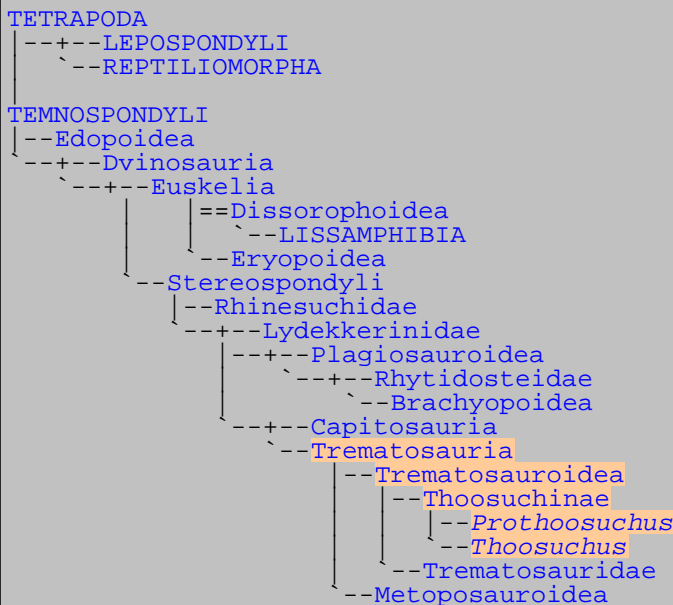 TETRAPODA
|--+--LEPOSPONDYLI
|  `--REPTILIOMORPHA
|
TEMNOSPONDYLI
|--Edopoidea
`--+--Dvinosauria
   `--+--Euskelia
      |   |==Dissorophoidea
      |   |  `--LISSAMPHIBIA
      |   `--Eryopoidea
      `--Stereospondyli
         |--Rhinesuchidae
         `--+--Lydekkerinidae
            |--+--Plagiosauroidea
            |   `--+--Rhytidosteidae
            |       `--Brachyopoidea
            `--+--Capitosauria
               `--Trematosauria
                   |--Trematosauroidea
                   |  |--Thoosuchinae
                   |  |  |--Prothoosuchus
                   |  |  `--Thoosuchus
                   |  `--Trematosauridae
                   `--Metoposauroidea